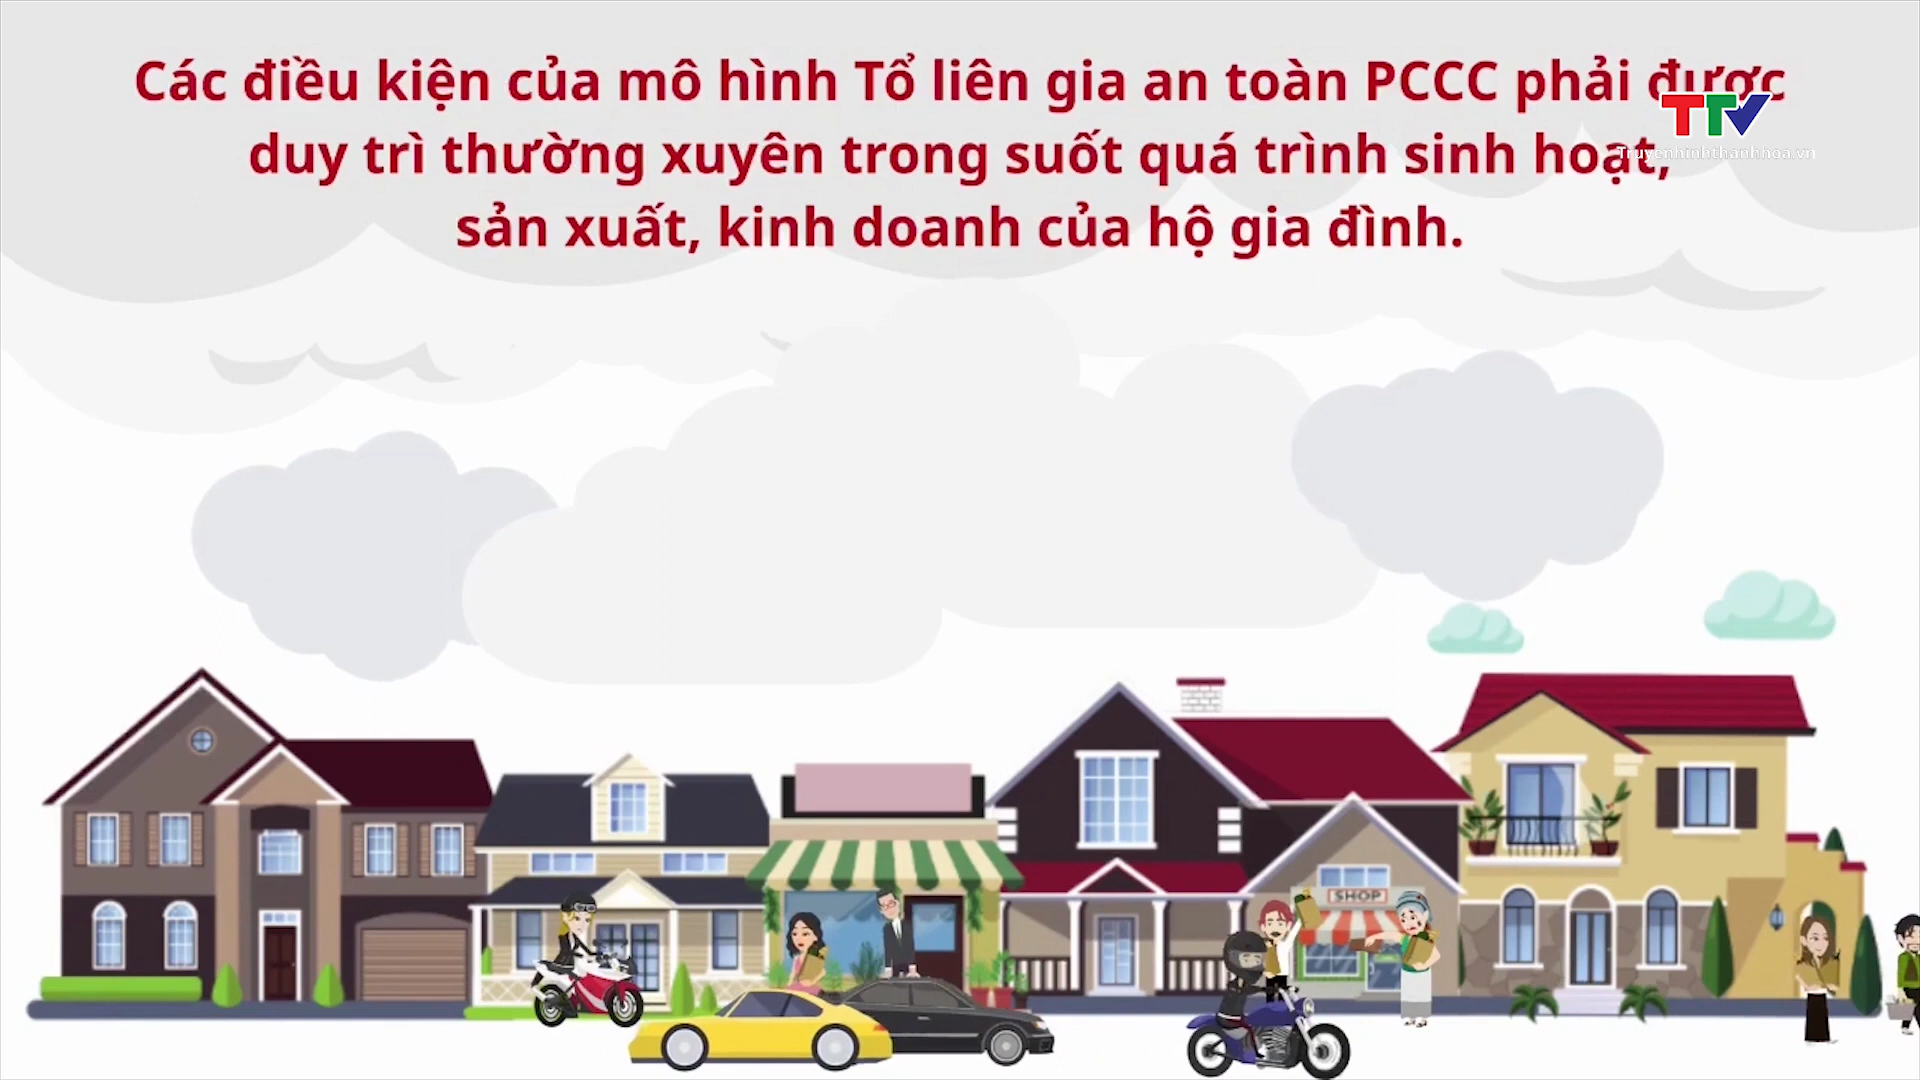 Các điều kiện của mô hình Tổ liên gia an toàn PCCC phải được
TTV
duy trì thường xuyên trong suốt quá trình sinh hoạt,
Truyenhinhthanhhoa.vn
sản xuất, kinh doanh của hộ gia đình.
SHOP